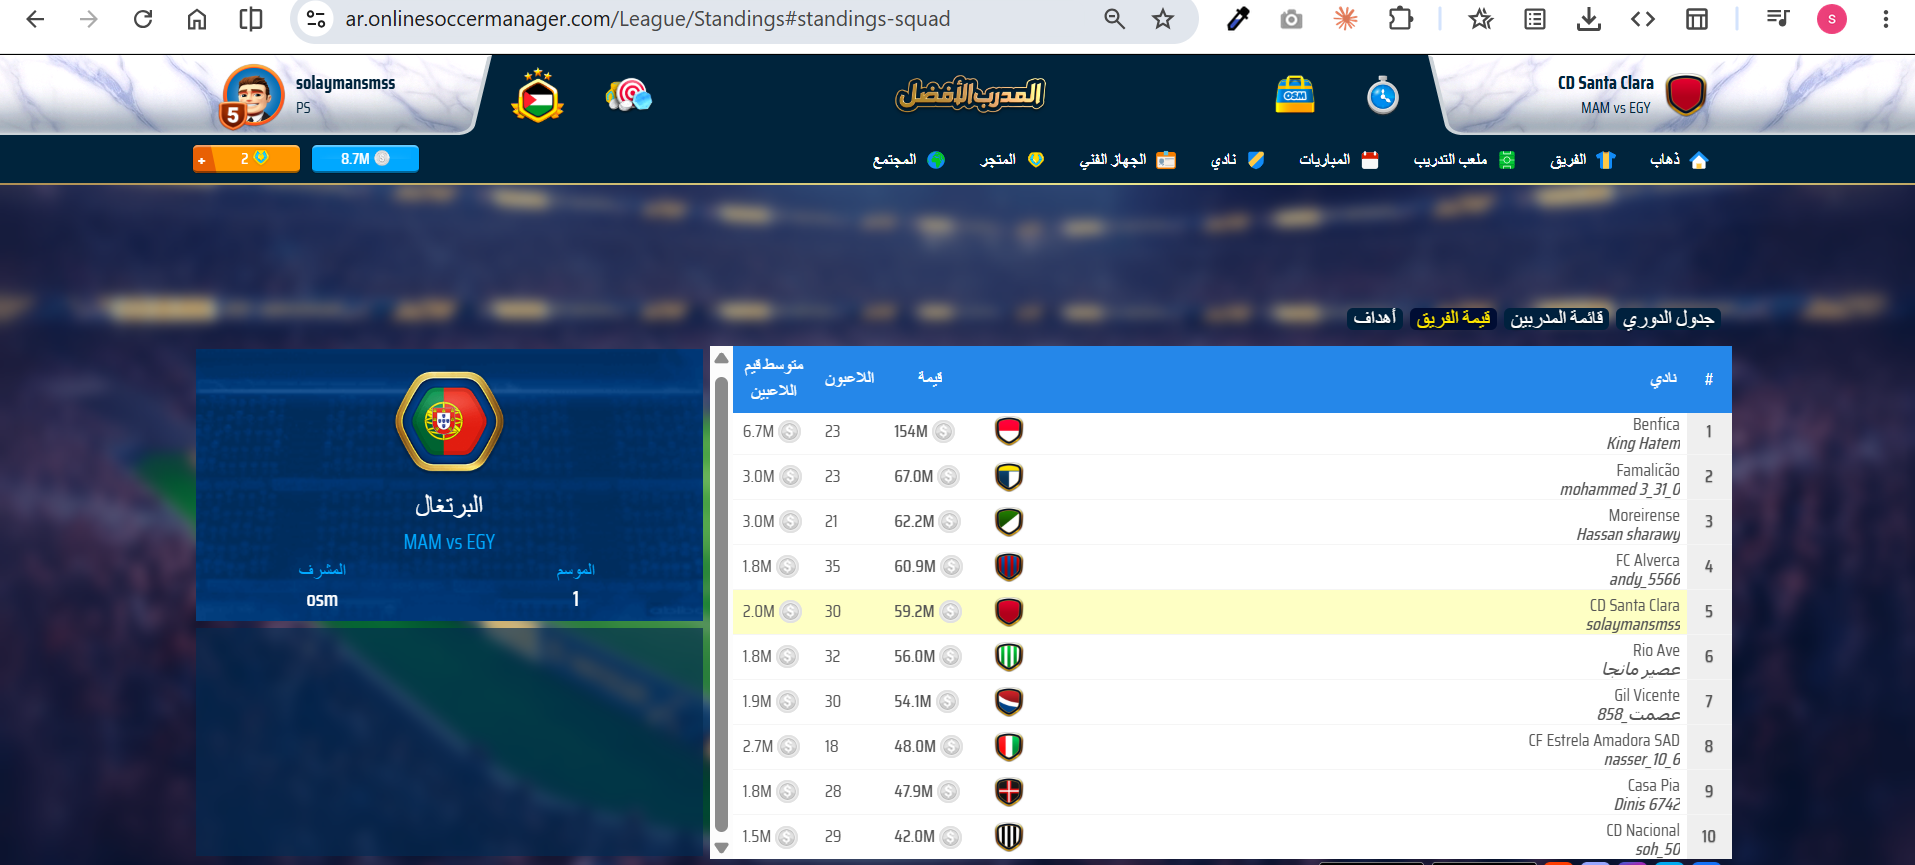 ar.onlinesoccermanager.com/League/Standings#standings-squad
S
solaymansmss
PS
5
المدرب الأفضل
OSM
CD Santa Clara
MAM vs EGY
+ 2
8.7M
ذهاب
الفريق
ملعب التدريب
المباريات
نادي
الجهاز الفني
المتجر
المجتمع
جدول الدوري
قائمة المدربين
قيمة الفريق
أهداف
البرتغال
MAM vs EGY
الموسم
1
المشرف
osm
# نادي قيمة اللاعبون متوسط قيم اللاعبين
1 Benfica 154M 23 6.7M
King Hatem
2 Famalicão 67.0M 23 3.0M
mohammed 3_31_0
3 Moreirense 62.2M 21 3.0M
Hassan sharawy
4 FC Alverca 60.9M 35 1.8M
andy_5566
5 CD Santa Clara 59.2M 30 2.0M
solaymansmss
6 Rio Ave 56.0M 32 1.8M
عصير مانجا
7 Gil Vicente 54.1M 30 1.9M
عصمت_858
8 CF Estrela Amadora SAD 48.0M 18 2.7M
nasser_10_6
9 Casa Pia 47.9M 28 1.8M
Dinis 6742
10 CD Nacional 42.0M 29 1.5M
soh_50